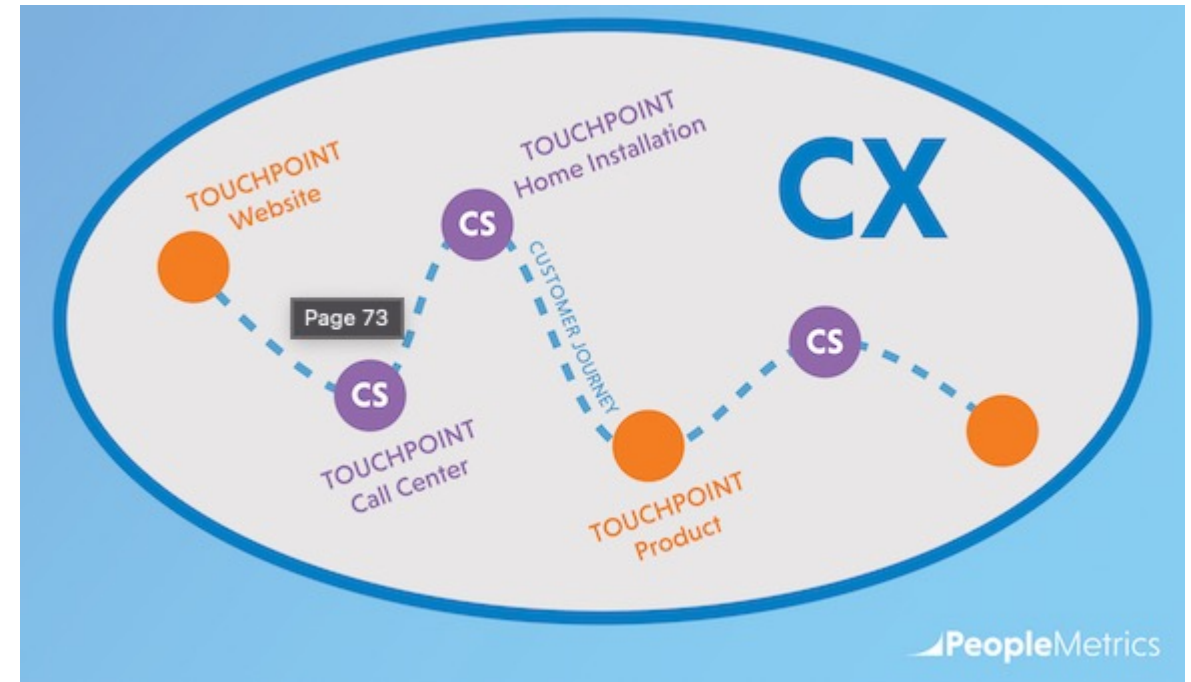 TOUCHPOINT
Website
TOUCHPOINT
Home Installation
CX
CS
CUSTOMER JOURNEY
Page 73
CS
CS
TOUCHPOINT
Call Center
TOUCHPOINT
Product
PeopleMetrics